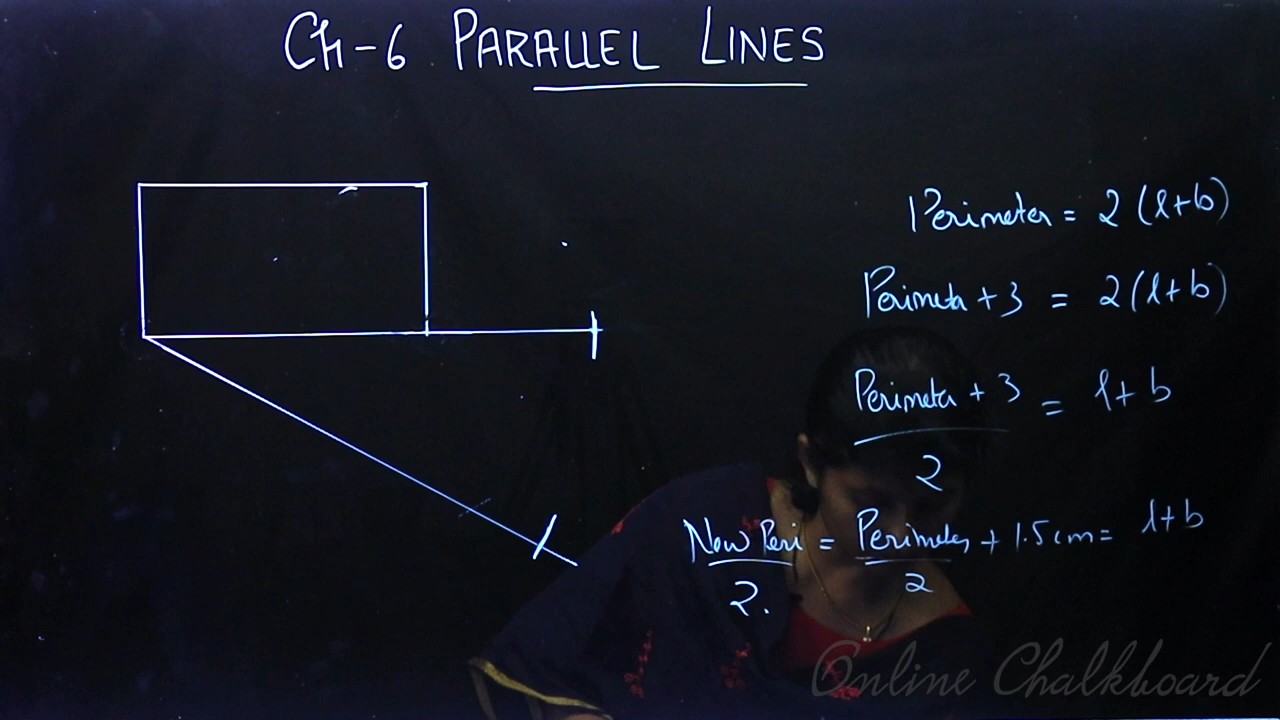 Ch-6 PARALLEL LINES
Perimeter = 2 (l+b)
Perimeter + 3 = 2 (l+b)
Perimeter + 3 = l + b
2
New Peri = Perimeter + 1.5 cm = l + b
2. 2
Online Chalkboard